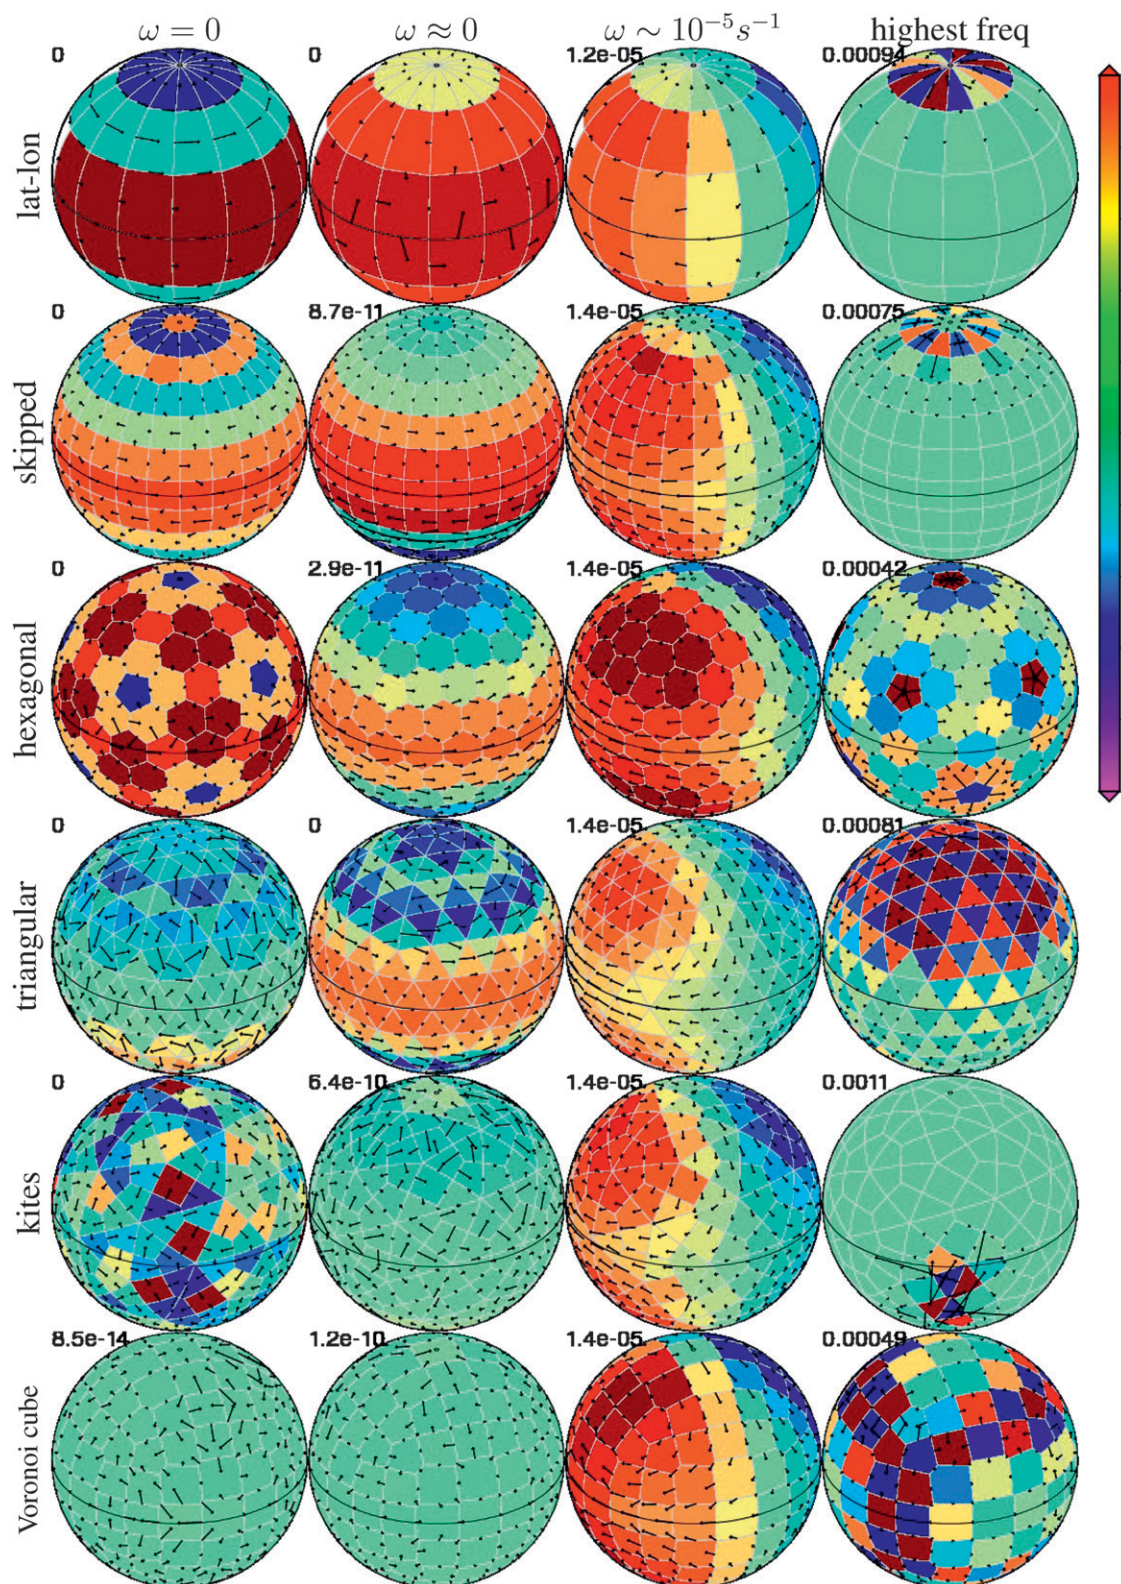 ω = 0 ω ≈ 0 ω ∼ 10⁻⁵s⁻¹ highest freq
0 0 1.2e-05 0.00094
lat-lon
0 8.7e-11 1.4e-05 0.00075
skipped
0 2.9e-11 1.4e-05 0.00042
hexagonal
0 0 1.4e-05 0.00081
triangular
0 6.4e-10 1.4e-05 0.0011
kites
8.5e-14 1.2e-10 1.4e-05 0.00049
Voronoi cube